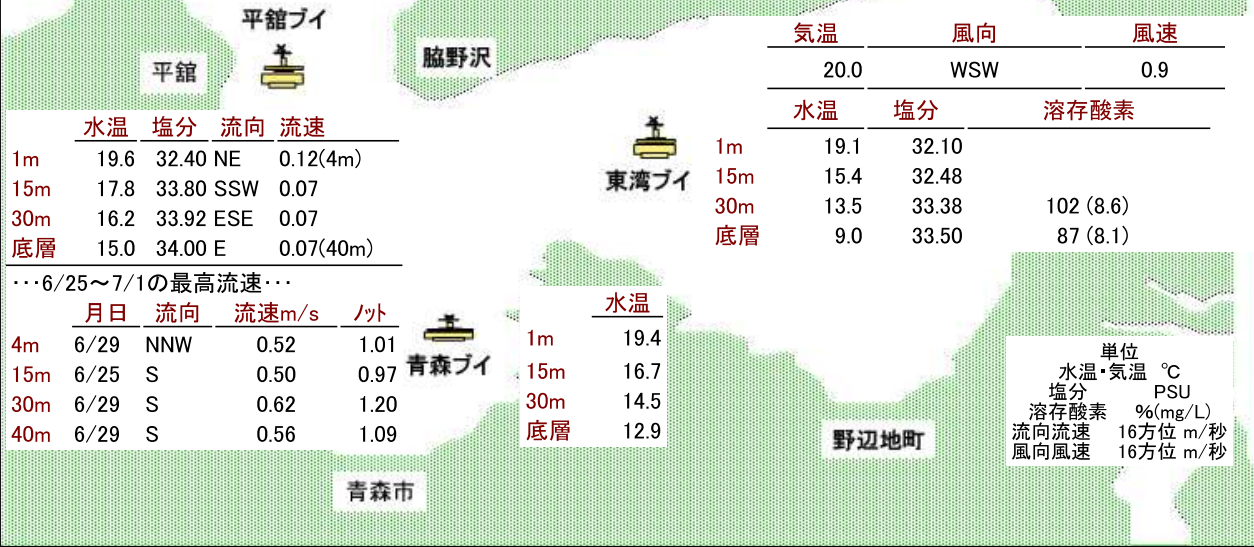 平舘ブイ
平舘
脇野沢
水温 塩分 流向 流速
1m 19.6 32.40 NE 0.12(4m)
15m 17.8 33.80 SSW 0.07
30m 16.2 33.92 ESE 0.07
底層 15.0 34.00 E 0.07(40m)
…6/25～7/1の最高流速…
月日 流向 流速m/s ﾉｯﾄ
4m 6/29 NNW 0.52 1.01
15m 6/25 S 0.50 0.97
30m 6/29 S 0.62 1.20
40m 6/29 S 0.56 1.09
気温 風向 風速
20.0 WSW 0.9
水温 塩分 溶存酸素
1m 19.1 32.10
15m 15.4 32.48
30m 13.5 33.38 102 (8.6)
底層 9.0 33.50 87 (8.1)
東湾ブイ
青森ブイ
水温
1m 19.4
15m 16.7
30m 14.5
底層 12.9
単位
水温・気温 ℃
塩分 PSU
溶存酸素 %(mg/L)
流向流速 16方位 m/秒
風向風速 16方位 m/秒
野辺地町
青森市